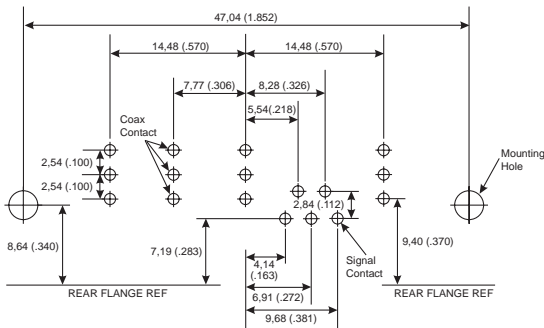 47,04 (1.852)
14,48 (.570)
14,48 (.570)
7,77 (.306)
8,28 (.326)
5,54(.218)
Coax
Contact
2,54 (.100)
2,54 (.100)
Mounting
Hole
2,84 (.112)
8,64 (.340)
7,19 (.283)
9,40 (.370)
Signal
Contact
4,14
(.163)
REAR FLANGE REF
6,91 (.272)
REAR FLANGE REF
9,68 (.381)